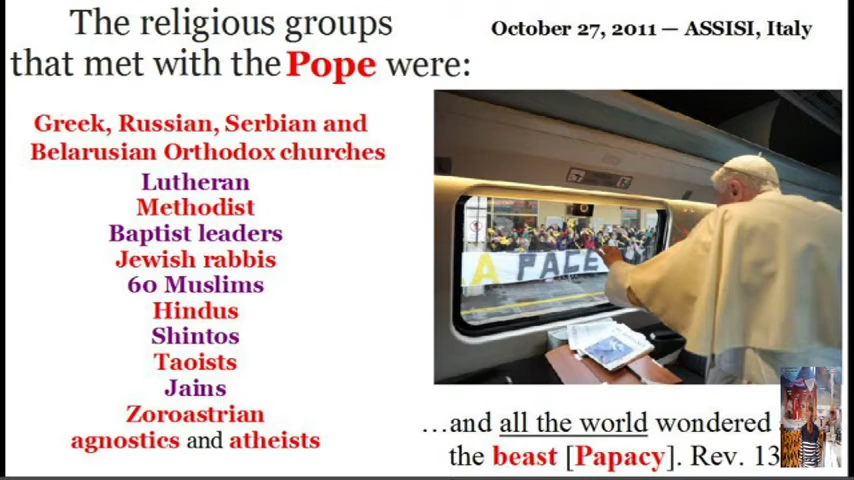 The religious groups
that met with the Pope were:
October 27, 2011 — ASSISI, Italy
Greek, Russian, Serbian and
Belarusian Orthodox churches
Lutheran
Methodist
Baptist leaders
Jewish rabbis
60 Muslims
Hindus
Shintos
Taoists
Jains
Zoroastrian
agnostics and atheists
A PACE
…and all the world wondered
the beast [Papacy]. Rev. 13